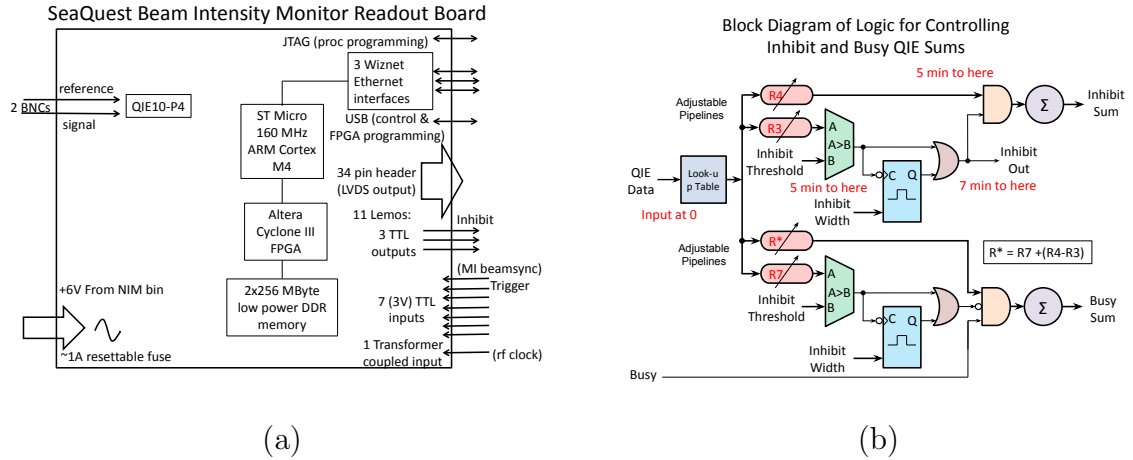 SeaQuest Beam Intensity Monitor Readout Board
JTAG (proc programming)
3 Wiznet
Ethernet
interfaces
reference
2 BNCs
signal
QIE10-P4
ST Micro
160 MHz
ARM Cortex
M4
USB (control &
FPGA programming)
34 pin header
(LVDS output)
Altera
Cyclone III
FPGA
11 Lemos:
3 TTL
outputs
Inhibit
2x256 MByte
low power DDR
memory
(MI beamsync)
Trigger
7 (3V) TTL
inputs
+6V From NIM bin
~1A resettable fuse
1 Transformer
coupled input
(rf clock)
(a)
Block Diagram of Logic for Controlling
Inhibit and Busy QIE Sums
5 min to here
Adjustable
Pipelines
R4
Σ
Inhibit
Sum
R3
A
A>B
B
Inhibit
Threshold
QIE
Data
Look-u
p Table
Input at 0
5 min to here
C
Q
Inhibit
Out
7 min to here
Inhibit
Width
Adjustable
Pipelines
R*
R* = R7 +(R4-R3)
R7
A
A>B
B
Inhibit
Threshold
C
Q
Σ
Busy
Sum
Inhibit
Width
Busy
(b)